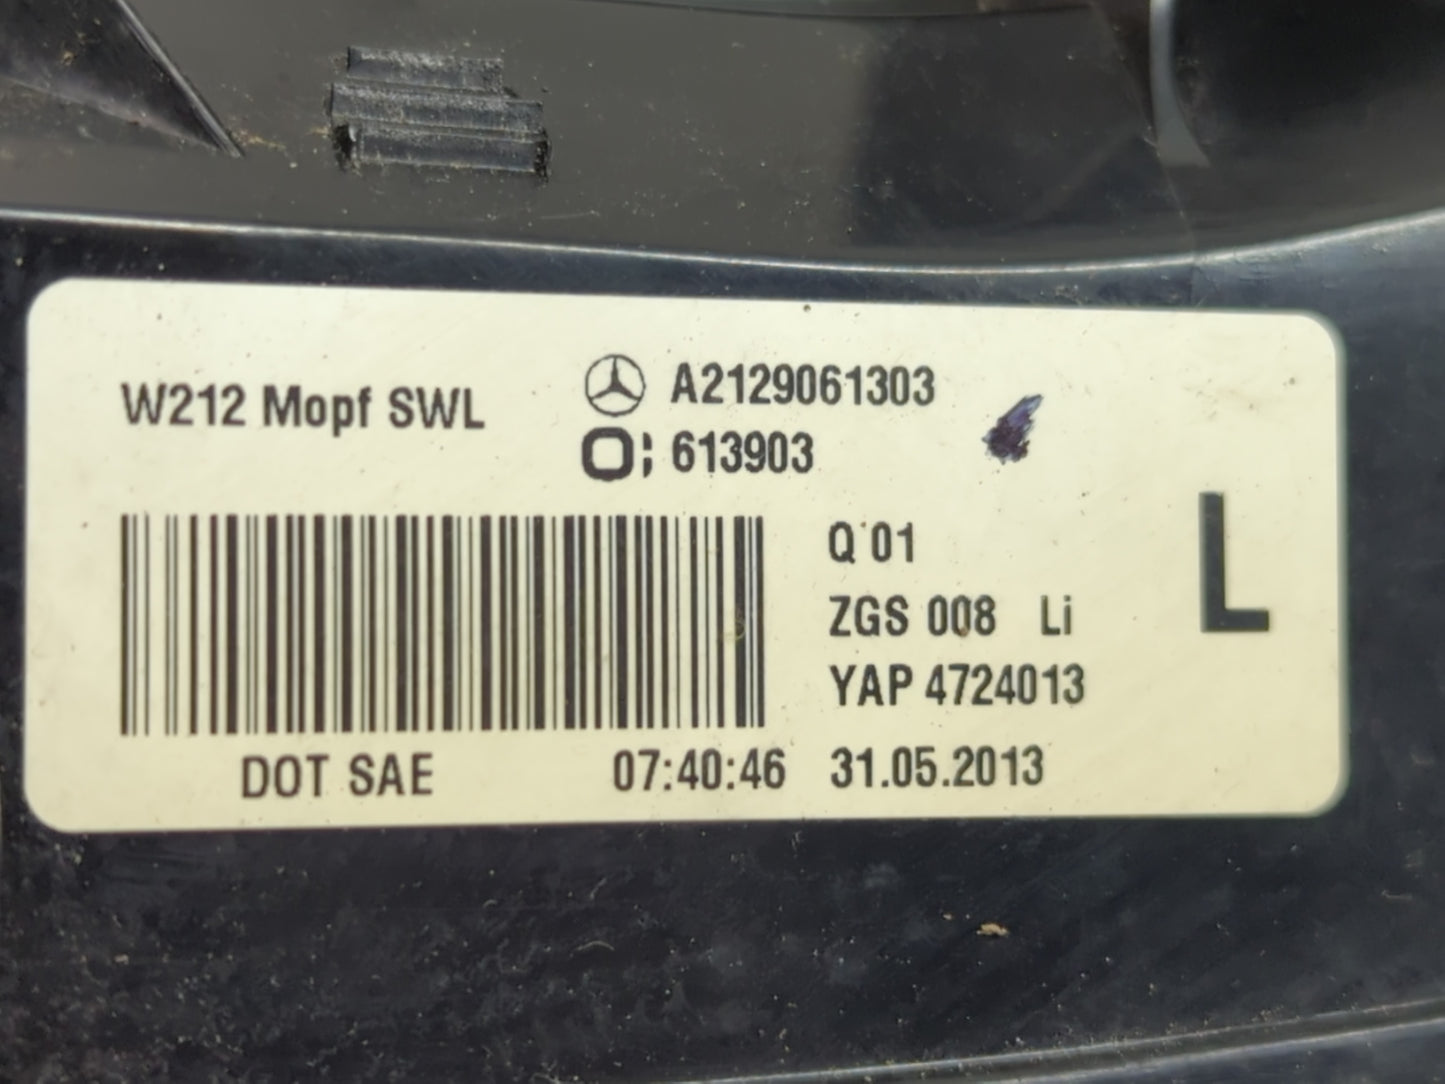 W212 Mopf SWL
A2129061303
613903
Q 01
ZGS 008 Li
YAP 4724013
L
DOT SAE 07:40:46 31.05.2013